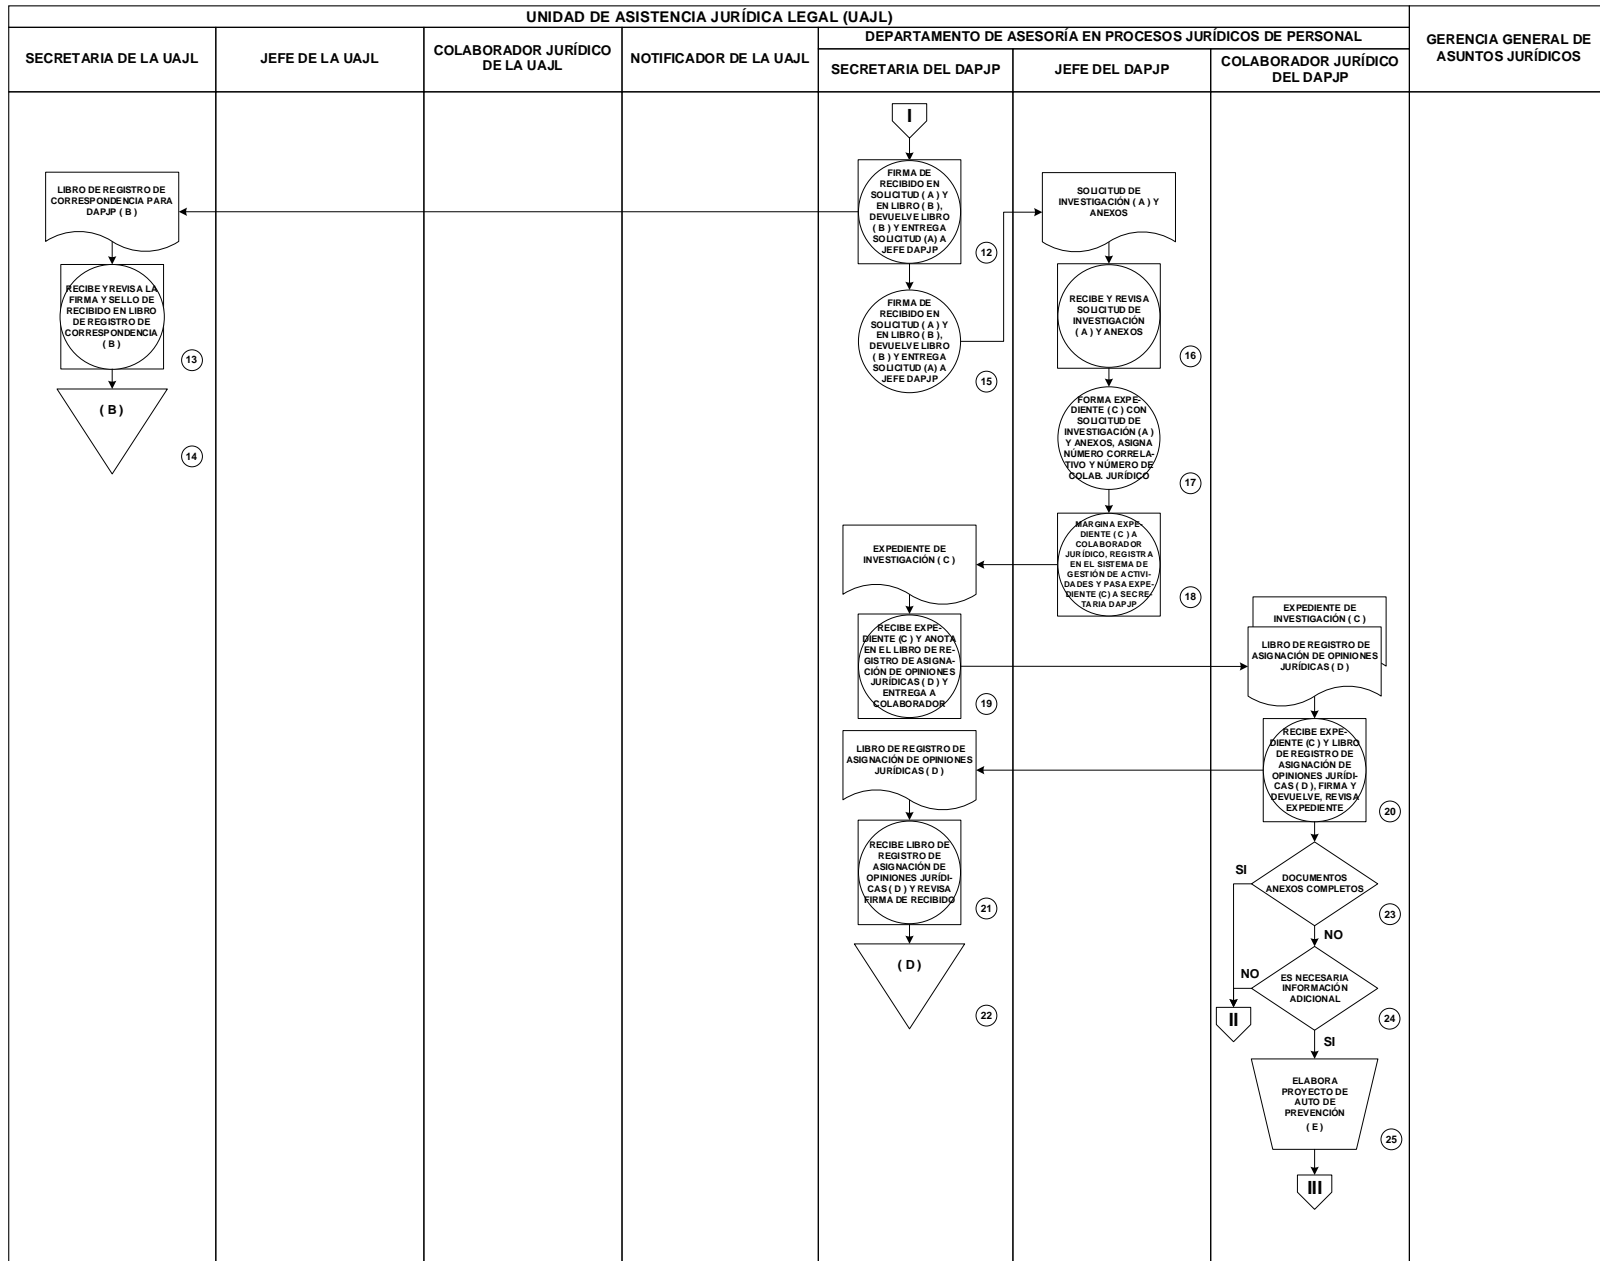 UNIDAD DE ASISTENCIA JURÍDICA LEGAL (UAJL)
SECRETARIA DE LA UAJL
JEFE DE LA UAJL
COLABORADOR JURÍDICO
DE LA UAJL
NOTIFICADOR DE LA UAJL
DEPARTAMENTO DE ASESORÍA EN PROCESOS JURÍDICOS DE PERSONAL
SECRETARIA DEL DAPJP
JEFE DEL DAPJP
COLABORADOR JURÍDICO
DEL DAPJP
GERENCIA GENERAL DE
ASUNTOS JURÍDICOS
I
FIRMA DE
RECIBIDO EN
SOLICITUD ( A ) Y
EN LIBRO ( B ),
DEVUELVE LIBRO
( B ) Y ENTREGA
SOLICITUD (A) A
JEFE DAPJP
12
LIBRO DE REGISTRO DE
CORRESPONDENCIA PARA
DAPJP ( B )
RECIBE Y REVISA LA
FIRMA Y SELLO DE
RECIBIDO EN LIBRO
DE REGISTRO DE
CORRESPONDENCIA
( B )
13
( B )
14
FIRMA DE
RECIBIDO EN
SOLICITUD ( A ) Y
EN LIBRO ( B ),
DEVUELVE LIBRO
( B ) Y ENTREGA
SOLICITUD (A) A
JEFE DAPJP
15
SOLICITUD DE
INVESTIGACIÓN ( A ) Y
ANEXOS
RECIBE Y REVISA
SOLICITUD DE
INVESTIGACIÓN
( A ) Y ANEXOS
16
FORMA EXPE-
DIENTE ( C ) CON
SOLICITUD DE
INVESTIGACIÓN (A )
Y ANEXOS, ASIGNA
NÚMERO CORRELA-
TIVO Y NÚMERO DE
COLAB. JURÍDICO
17
MARGINA EXPE-
DIENTE ( C ) A
COLABORADOR
JURÍDICO, REGISTRA
EN EL SISTEMA DE
GESTIÓN DE ACTIVI-
DADES Y PASA EXPE-
DIENTE (C) A SECRE-
TARIA DAPJP
18
EXPEDIENTE DE
INVESTIGACIÓN ( C )
RECIBE EXPE-
DIENTE (C ) Y ANOTA
EN EL LIBRO DE RE-
GISTRO DE ASIGNA-
CIÓN DE OPINIONES
JURÍDICAS ( D ) Y
ENTREGA A
COLABORADOR
19
EXPEDIENTE DE
INVESTIGACIÓN ( C )
LIBRO DE REGISTRO DE
ASIGNACIÓN DE OPINIONES
JURÍDICAS ( D )
RECIBE EXPE-
DIENTE (C ) Y LIBRO
DE REGISTRO DE
ASIGNACIÓN DE
OPINIONES JURÍDI-
CAS ( D ), FIRMA Y
DEVUELVE, REVISA
EXPEDIENTE
20
LIBRO DE REGISTRO DE
ASIGNACIÓN DE OPINIONES
JURÍDICAS ( D )
RECIBE LIBRO DE
REGISTRO DE
ASIGNACIÓN DE
OPINIONES JURÍDI-
CAS ( D ) Y REVISA
FIRMA DE RECIBIDO
21
( D )
22
SI
DOCUMENTOS
ANEXOS COMPLETOS
23
NO
NO
ES NECESARIA
INFORMACIÓN
ADICIONAL
24
II
SI
ELABORA
PROYECTO DE
AUTO DE
PREVENCIÓN
( E )
25
III